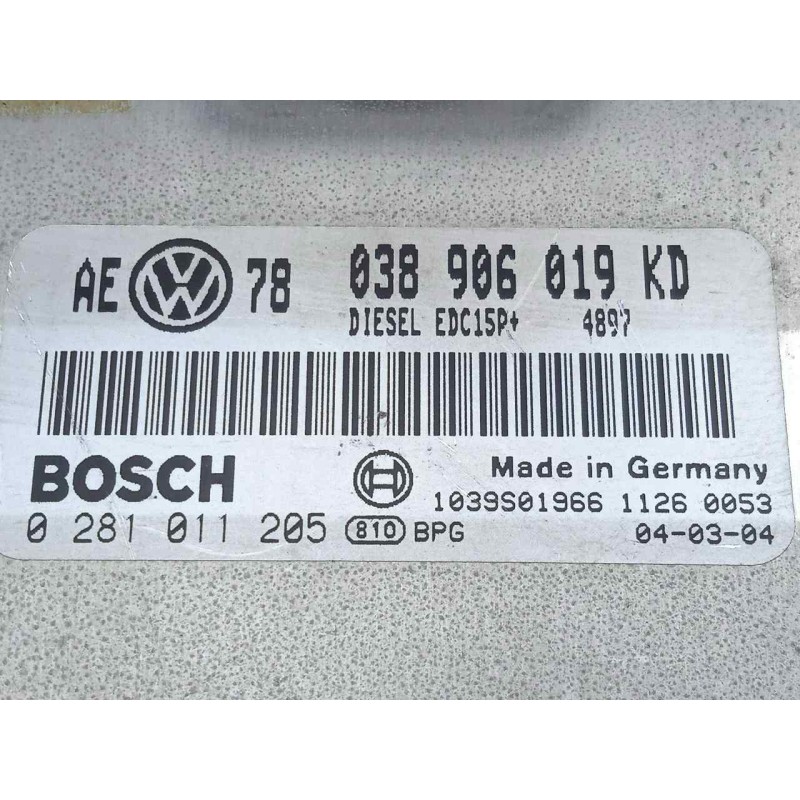 AE VW 78 038 906 019 KD
DIESEL EDC15P+ 4897
BOSCH Made in Germany
1039S01966 1126 0053
0 281 011 205 810 BPG 04-03-04